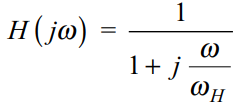 H(jω) = 1 / (1 + j ω/ω_H)